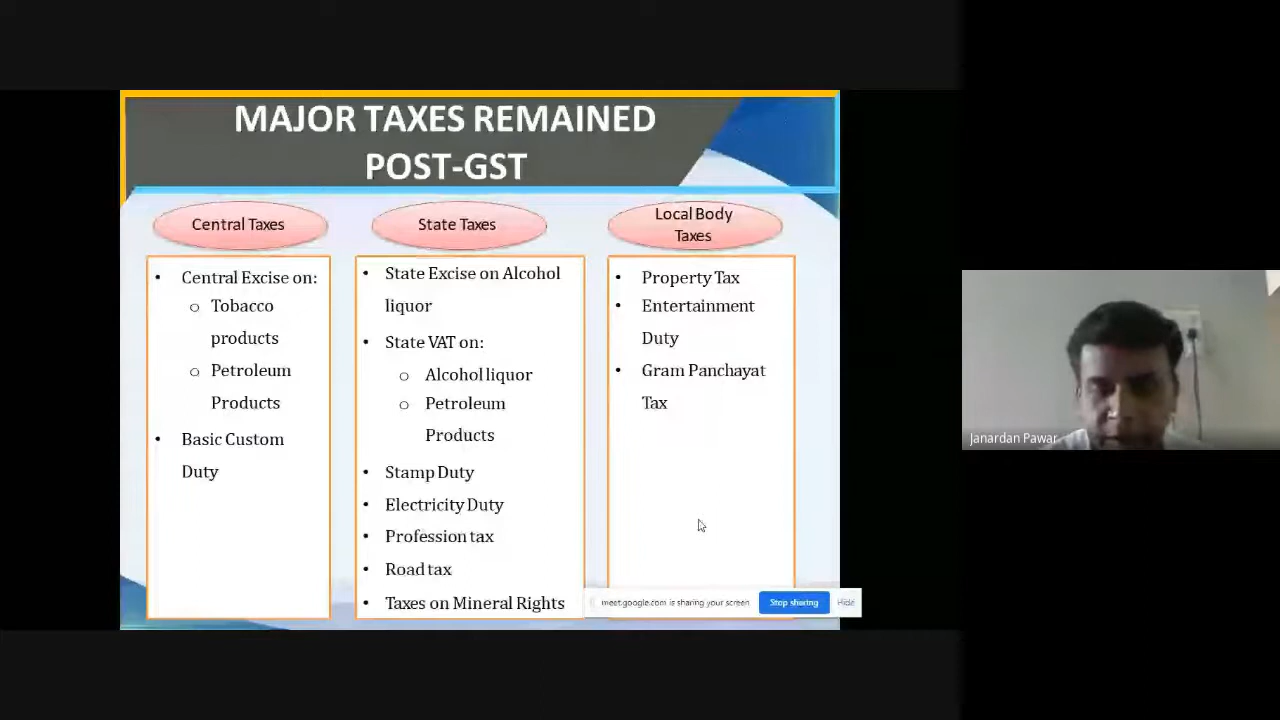 MAJOR TAXES REMAINED
POST-GST
Central Taxes
• Central Excise on:
o Tobacco
products
o Petroleum
Products
• Basic Custom
Duty
State Taxes
• State Excise on Alcohol
liquor
• State VAT on:
o Alcohol liquor
o Petroleum
Products
• Stamp Duty
• Electricity Duty
• Profession tax
• Road tax
• Taxes on Mineral Rights
Local Body
Taxes
• Property Tax
• Entertainment
Duty
• Gram Panchayat
Tax
meet.google.com is sharing your screen
Stop sharing
Hide
Janardan Pawar